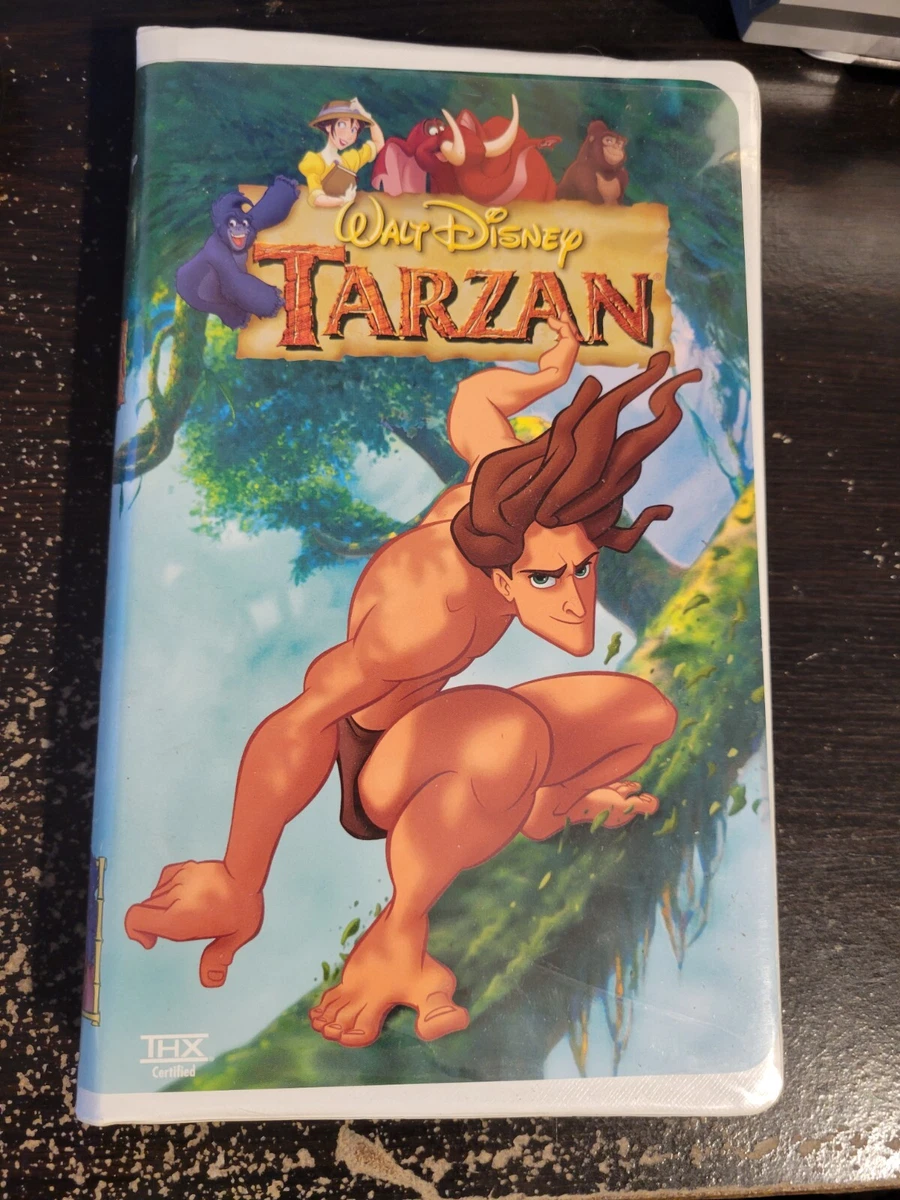 WALT DISNEY
TARZAN
THX
Certified